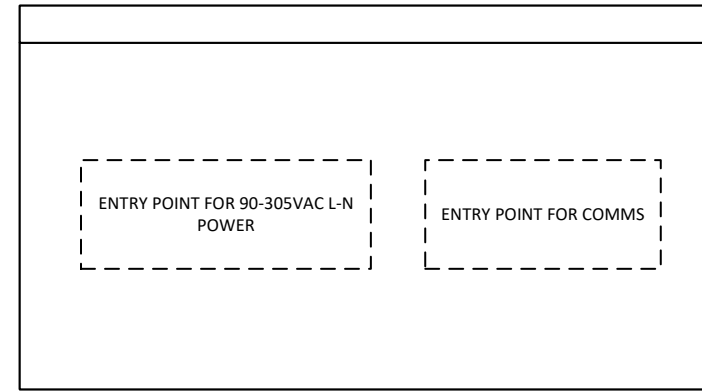 ENTRY POINT FOR 90-305VAC L-N
POWER
ENTRY POINT FOR COMMS